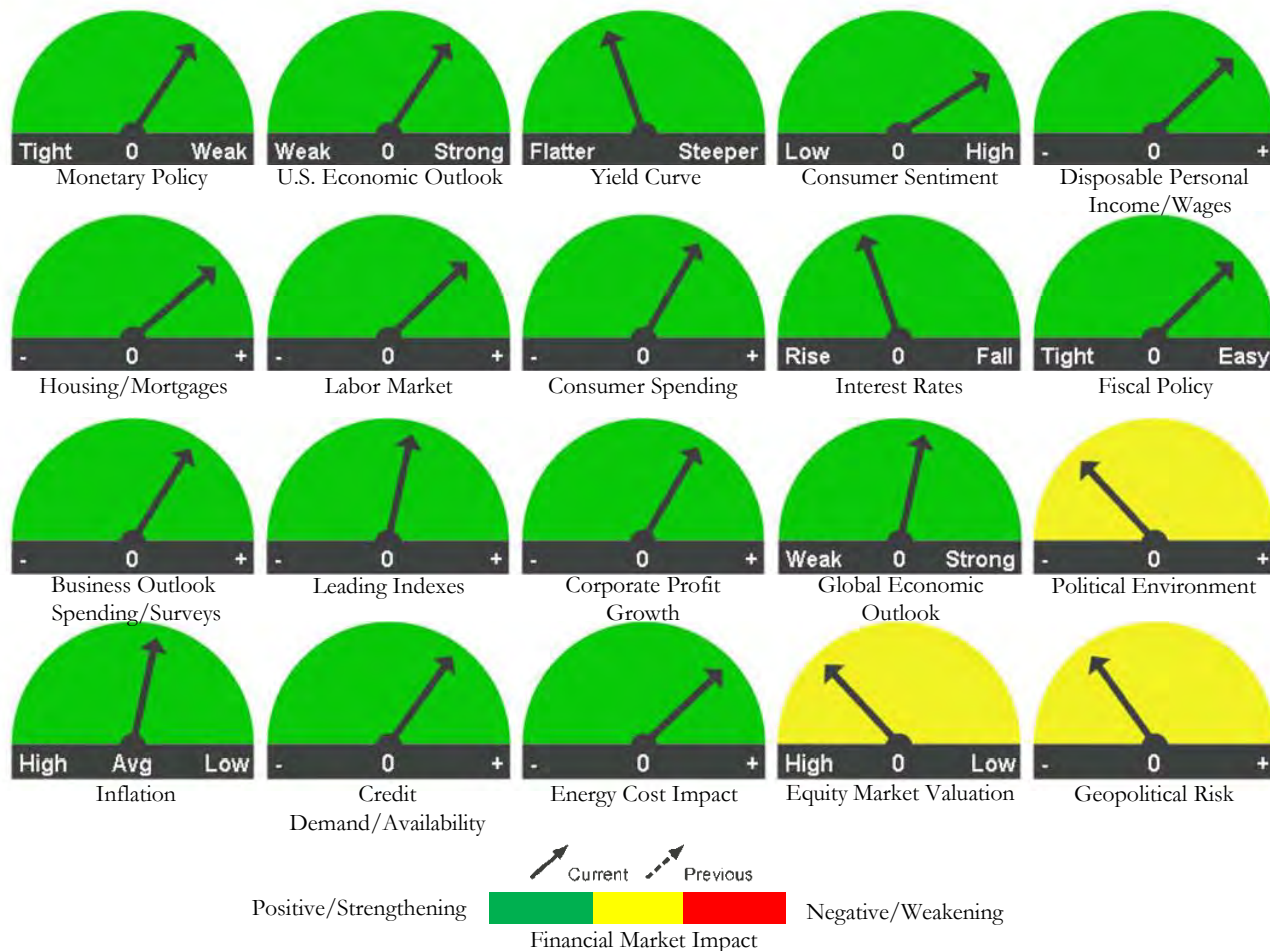 Tight 0 Weak
Monetary Policy
Weak 0 Strong
U.S. Economic Outlook
Flatter Steeper
Yield Curve
Low 0 High
Consumer Sentiment
- 0 +
Disposable Personal
Income/Wages
- 0 +
Housing/Mortgages
- 0 +
Labor Market
- 0 +
Consumer Spending
Rise 0 Fall
Interest Rates
Tight 0 Easy
Fiscal Policy
- 0 +
Business Outlook
Spending/Surveys
- 0 +
Leading Indexes
- 0 +
Corporate Profit
Growth
Weak 0 Strong
Global Economic
Outlook
- 0 +
Political Environment
High Avg Low
Inflation
- 0 +
Credit
Demand/Availability
- 0 +
Energy Cost Impact
High 0 Low
Equity Market Valuation
- 0 +
Geopolitical Risk
Current Previous
Positive/Strengthening Negative/Weakening
Financial Market Impact